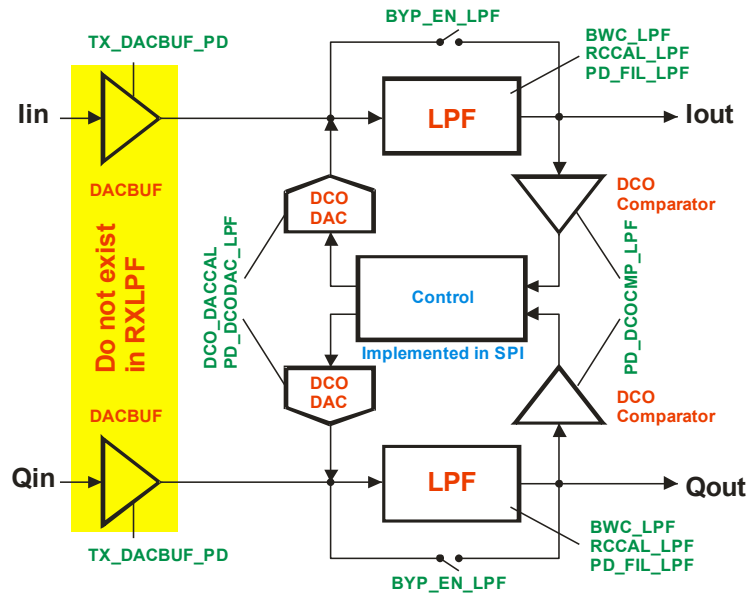 BYP_EN_LPF
TX_DACBUF_PD
BWC_LPF
RCCAL_LPF
PD_FIL_LPF
Iin
LPF
Iout
DACBUF
DCO
DAC
DCO
Comparator
Do not exist
in RXLPF
DCO_DACCAL
PD_DCODAC_LPF
Control
Implemented in SPI
PD_DCOCMP_LPF
DACBUF
DCO
DAC
DCO
Comparator
Qin
LPF
Qout
TX_DACBUF_PD
BWC_LPF
RCCAL_LPF
PD_FIL_LPF
BYP_EN_LPF